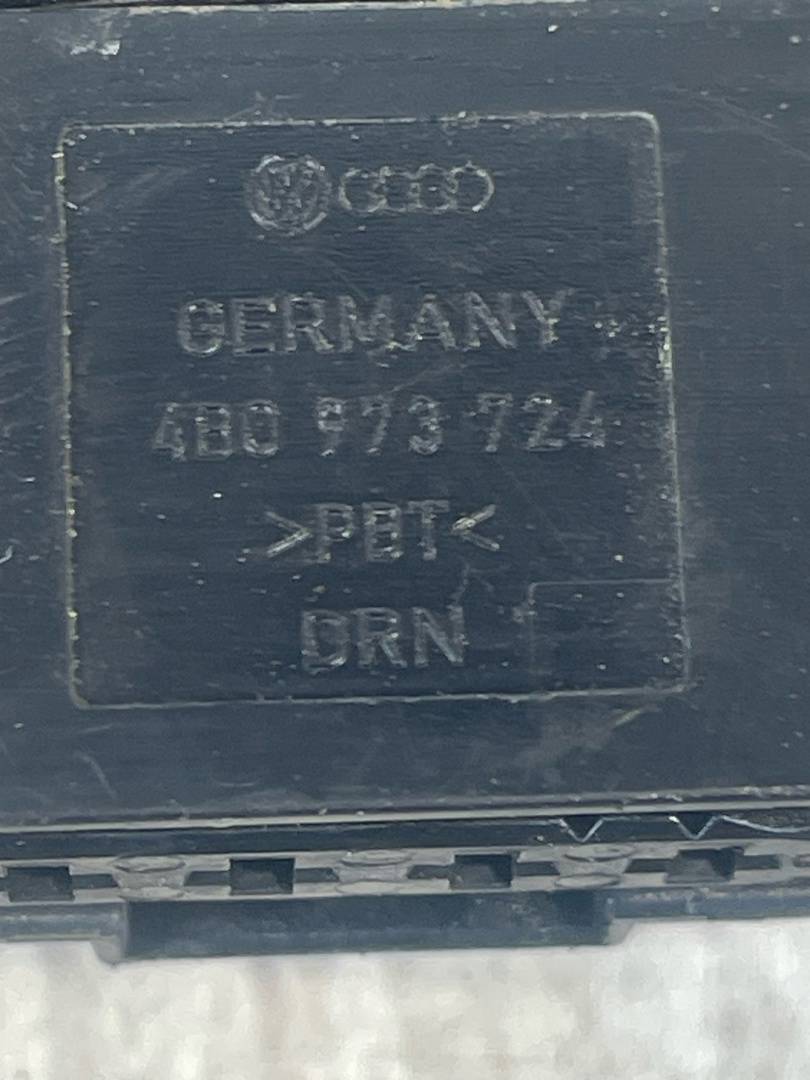 GERMANY
4B0 973 724
>PBT<
DRN